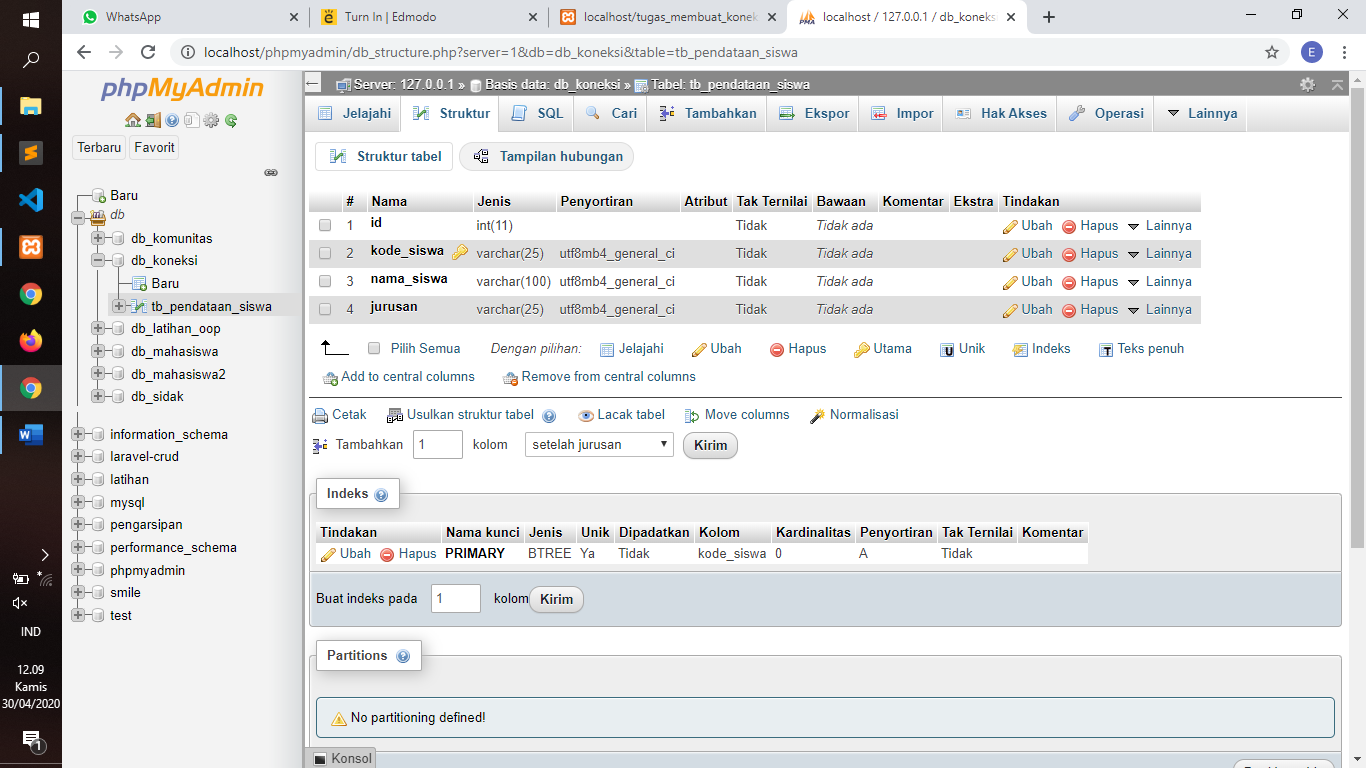 WhatsApp
Turn In | Edmodo
localhost/tugas_membuat_konek
localhost / 127.0.0.1 / db_koneksi
localhost/phpmyadmin/db_structure.php?server=1&db=db_koneksi&table=tb_pendataan_siswa
E
phpMyAdmin
Terbaru
Favorit
Baru
db
db_komunitas
db_koneksi
Baru
tb_pendataan_siswa
db_latihan_oop
db_mahasiswa
db_mahasiswa2
db_sidak
information_schema
laravel-crud
latihan
mysql
pengarsipan
performance_schema
phpmyadmin
smile
test
Server: 127.0.0.1 » Basis data: db_koneksi » Tabel: tb_pendataan_siswa
Jelajahi Struktur SQL Cari Tambahkan Ekspor Impor Hak Akses Operasi Lainnya
Struktur tabel Tampilan hubungan
# Nama Jenis Penyortiran Atribut Tak Ternilai Bawaan Komentar Ekstra Tindakan
1 id int(11) Tidak Tidak ada Ubah Hapus Lainnya
2 kode_siswa varchar(25) utf8mb4_general_ci Tidak Tidak ada Ubah Hapus Lainnya
3 nama_siswa varchar(100) utf8mb4_general_ci Tidak Tidak ada Ubah Hapus Lainnya
4 jurusan varchar(25) utf8mb4_general_ci Tidak Tidak ada Ubah Hapus Lainnya
Pilih Semua Dengan pilihan: Jelajahi Ubah Hapus Utama Unik Indeks Teks penuh
Add to central columns Remove from central columns
Cetak Usulkan struktur tabel Lacak tabel Move columns Normalisasi
Tambahkan 1 kolom setelah jurusan Kirim
Indeks
Tindakan Nama kunci Jenis Unik Dipadatkan Kolom Kardinalitas Penyortiran Tak Ternilai Komentar
Ubah Hapus PRIMARY BTREE Ya Tidak kode_siswa 0 A Tidak
Buat indeks pada 1 kolom Kirim
Partitions
No partitioning defined!
Konsol
IND
12.09
Kamis
30/04/2020
1